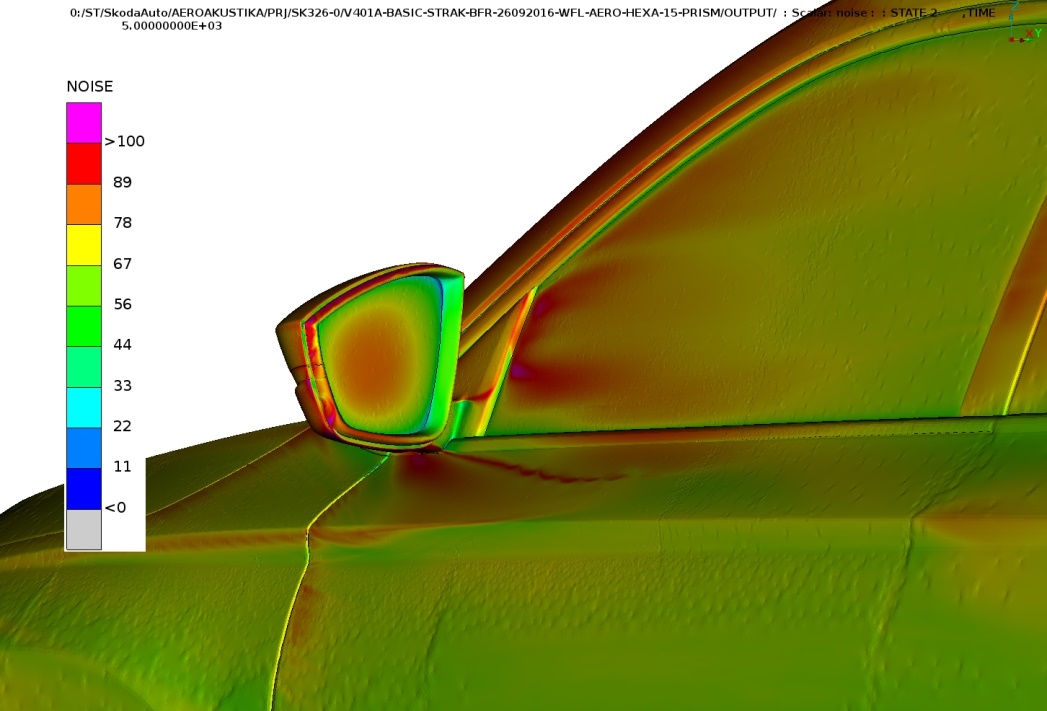 0:/ST/SkodaAuto/AEROAKUSTIKA/PRJ/SK326-0/V401A-BASIC-STRAK-BFR-26092016-WFL-AERO-HEXA-15-PRISM/OUTPUT/ : Scalar: noise : : STATE 2 ,TIME
5.00000000E+03
Z
X Y
NOISE
>100
89
78
67
56
44
33
22
11
<0